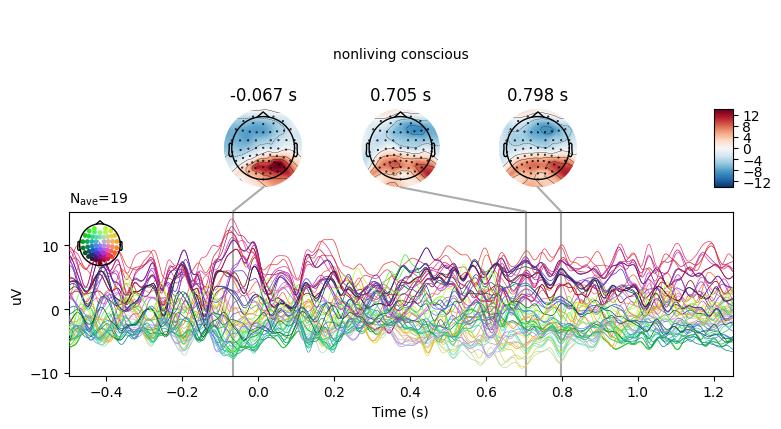 nonliving conscious
-0.067 s 0.705 s 0.798 s
12
8
4
0
−4
−8
−12
Nave=19
10
0
−10
uV
−0.4 −0.2 0.0 0.2 0.4 0.6 0.8 1.0 1.2
Time (s)